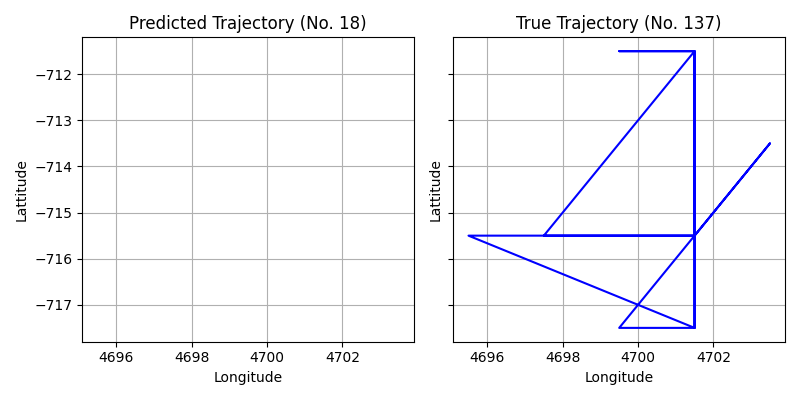 Predicted Trajectory (No. 18)
True Trajectory (No. 137)
Lattitude
−712
−713
−714
−715
−716
−717
4696
4698
4700
4702
Longitude
Lattitude
4696
4698
4700
4702
Longitude